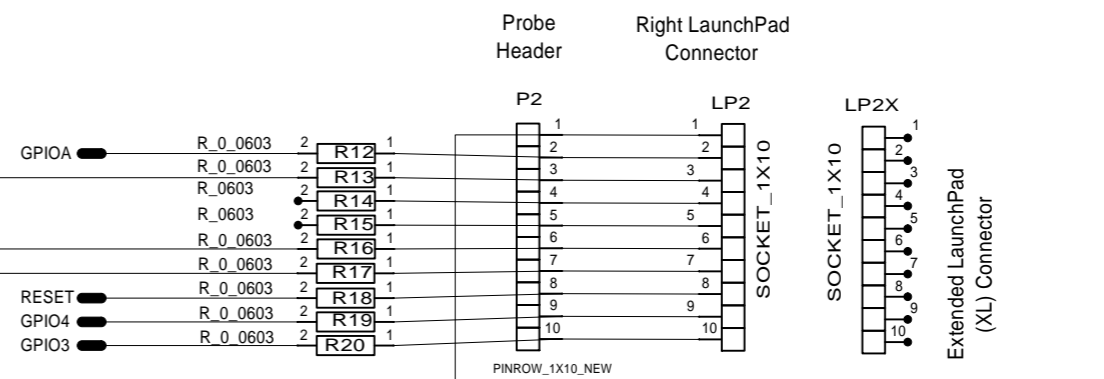 Probe
Header
Right LaunchPad
Connector
P2
LP2
LP2X
GPIOA
R_0_0603
2
R12
1
R_0_0603
2
R13
1
R_0603
2
R14
1
R_0603
2
R15
1
R_0_0603
2
R16
1
R_0_0603
2
R17
1
RESET
R_0_0603
2
R18
1
GPIO4
R_0_0603
2
R19
1
GPIO3
R_0_0603
2
R20
1
1
2
3
4
5
6
7
8
9
10
PINROW_1X10_NEW
1
2
3
4
5
6
7
8
9
10
SOCKET_1X10
SOCKET_1X10
1
2
3
4
5
6
7
8
9
10
Extended LaunchPad
(XL) Connector